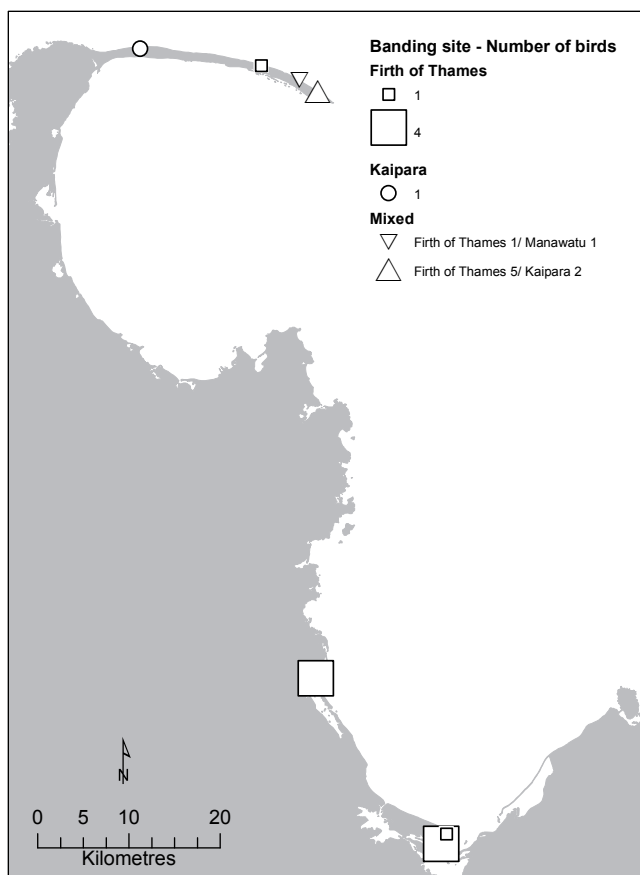 Banding site - Number of birds
Firth of Thames
1
4
Kaipara
1
Mixed
Firth of Thames 1/ Manawatu 1
Firth of Thames 5/ Kaipara 2
N
0 5 10 20
Kilometres